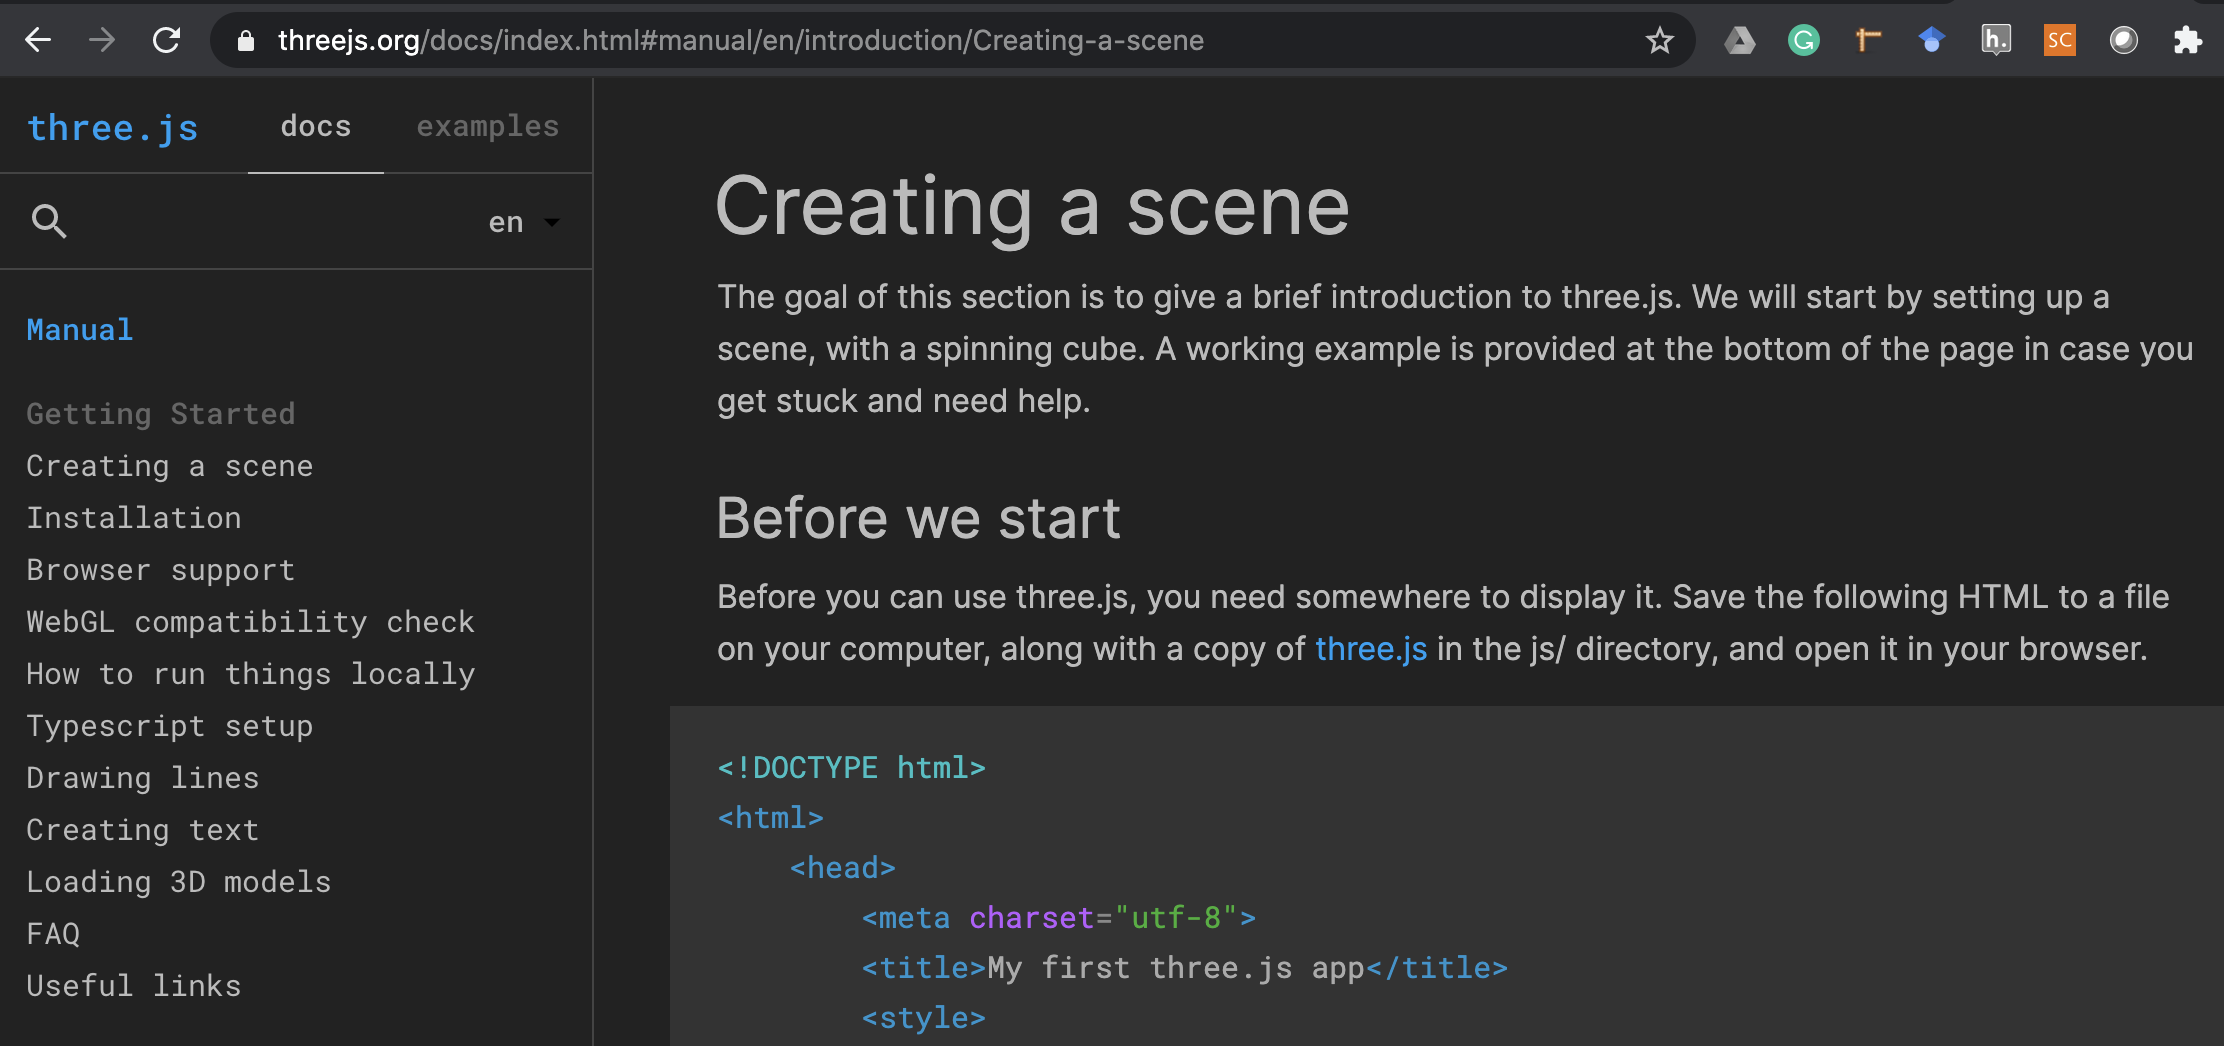 threejs.org/docs/index.html#manual/en/introduction/Creating-a-scene
h.
SC
three.js docs examples
en
Manual
Getting Started
Creating a scene
Installation
Browser support
WebGL compatibility check
How to run things locally
Typescript setup
Drawing lines
Creating text
Loading 3D models
FAQ
Useful links
Creating a scene
The goal of this section is to give a brief introduction to three.js. We will start by setting up a
scene, with a spinning cube. A working example is provided at the bottom of the page in case you
get stuck and need help.
Before we start
Before you can use three.js, you need somewhere to display it. Save the following HTML to a file
on your computer, along with a copy of three.js in the js/ directory, and open it in your browser.
<!DOCTYPE html>
<html>
<head>
<meta charset="utf-8">
<title>My first three.js app</title>
<style>